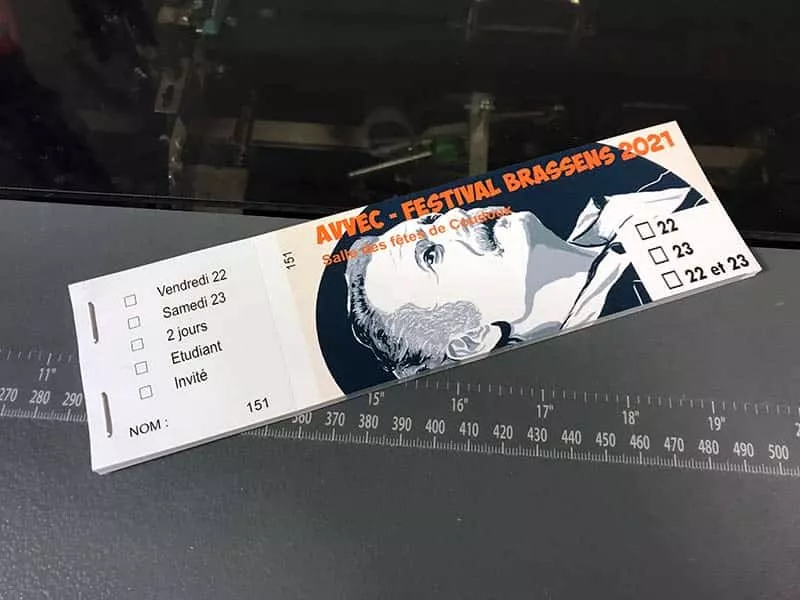 AVVEC - FESTIVAL BRASSENS 2021
Salle des fêtes de
151
22
23
22 et 23
Vendredi 22
Samedi 23
2 jours
Etudiant
Invité
NOM :
151
11" 15" 16" 17" 18" 19"
270 280 290 360 370 380 390 400 410 420 430 440 450 460 470 480 490 500